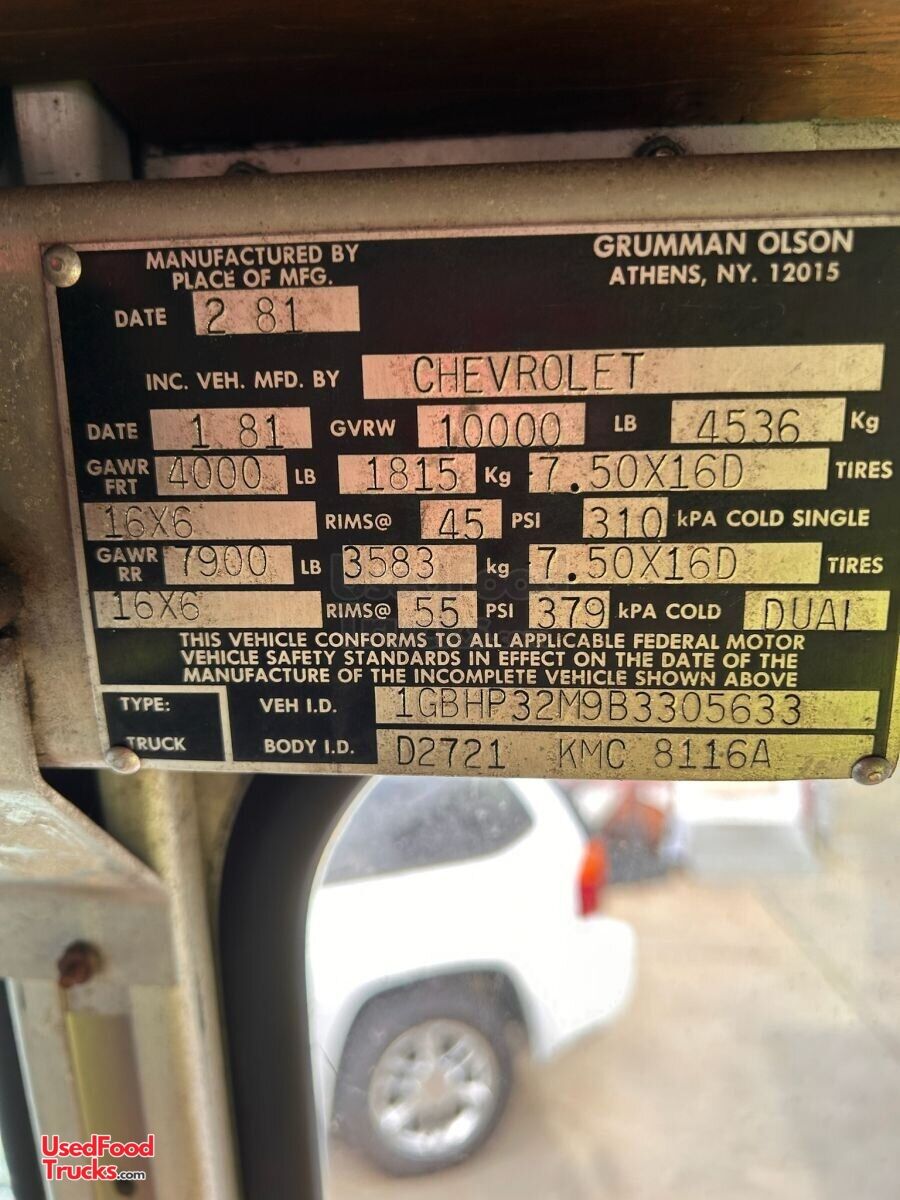 MANUFACTURED BY
PLACE OF MFG.
GRUMMAN OLSON
ATHENS, NY. 12015
DATE 2 81
INC. VEH. MFD. BY CHEVROLET
DATE 1 81 GVRW 10000 LB 4536 Kg
GAWR FRT 4000 LB 1815 Kg 7.50X16D TIRES
16X6 RIMS@ 45 PSI 310 kPA COLD SINGLE
GAWR RR 7900 LB 3583 kg 7.50X16D TIRES
16X6 RIMS@ 55 PSI 379 kPA COLD DUAL
THIS VEHICLE CONFORMS TO ALL APPLICABLE FEDERAL MOTOR
VEHICLE SAFETY STANDARDS IN EFFECT ON THE DATE OF THE
MANUFACTURE OF THE INCOMPLETE VEHICLE SHOWN ABOVE
TYPE: VEH I.D. 1GBHP32M9B3305633
TRUCK BODY I.D. D2721 KMC 8116A
UsedFood
Trucks.com